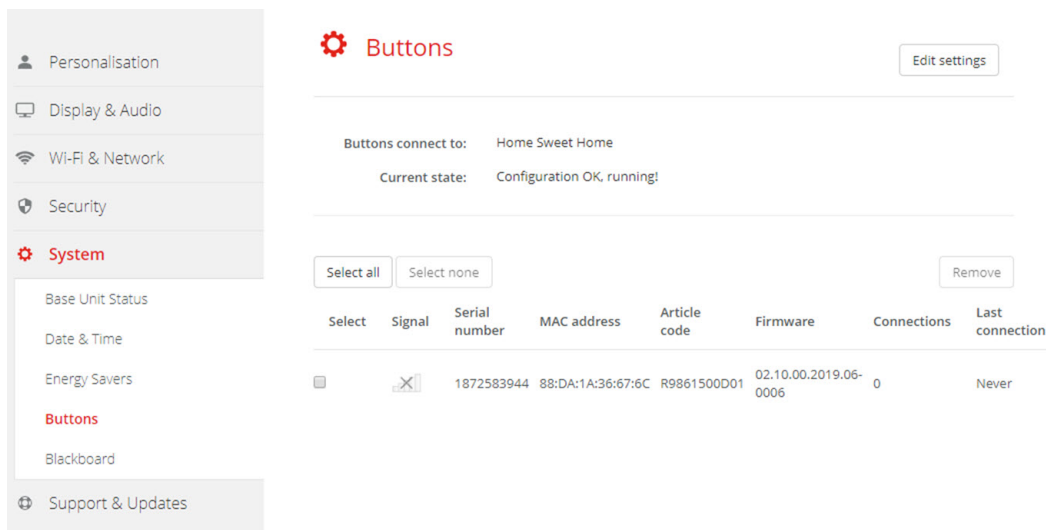 Personalisation
Display & Audio
Wi-Fi & Network
Security
System
Base Unit Status
Date & Time
Energy Savers
Buttons
Blackboard
Support & Updates
Buttons
Edit settings
Buttons connect to: Home Sweet Home
Current state: Configuration OK, running!
Select all Select none Remove
Select Signal Serial number MAC address Article code Firmware Connections Last connection
1872583944 88:DA:1A:36:67:6C R9861500D01 02.10.00.2019.06-0006 0 Never